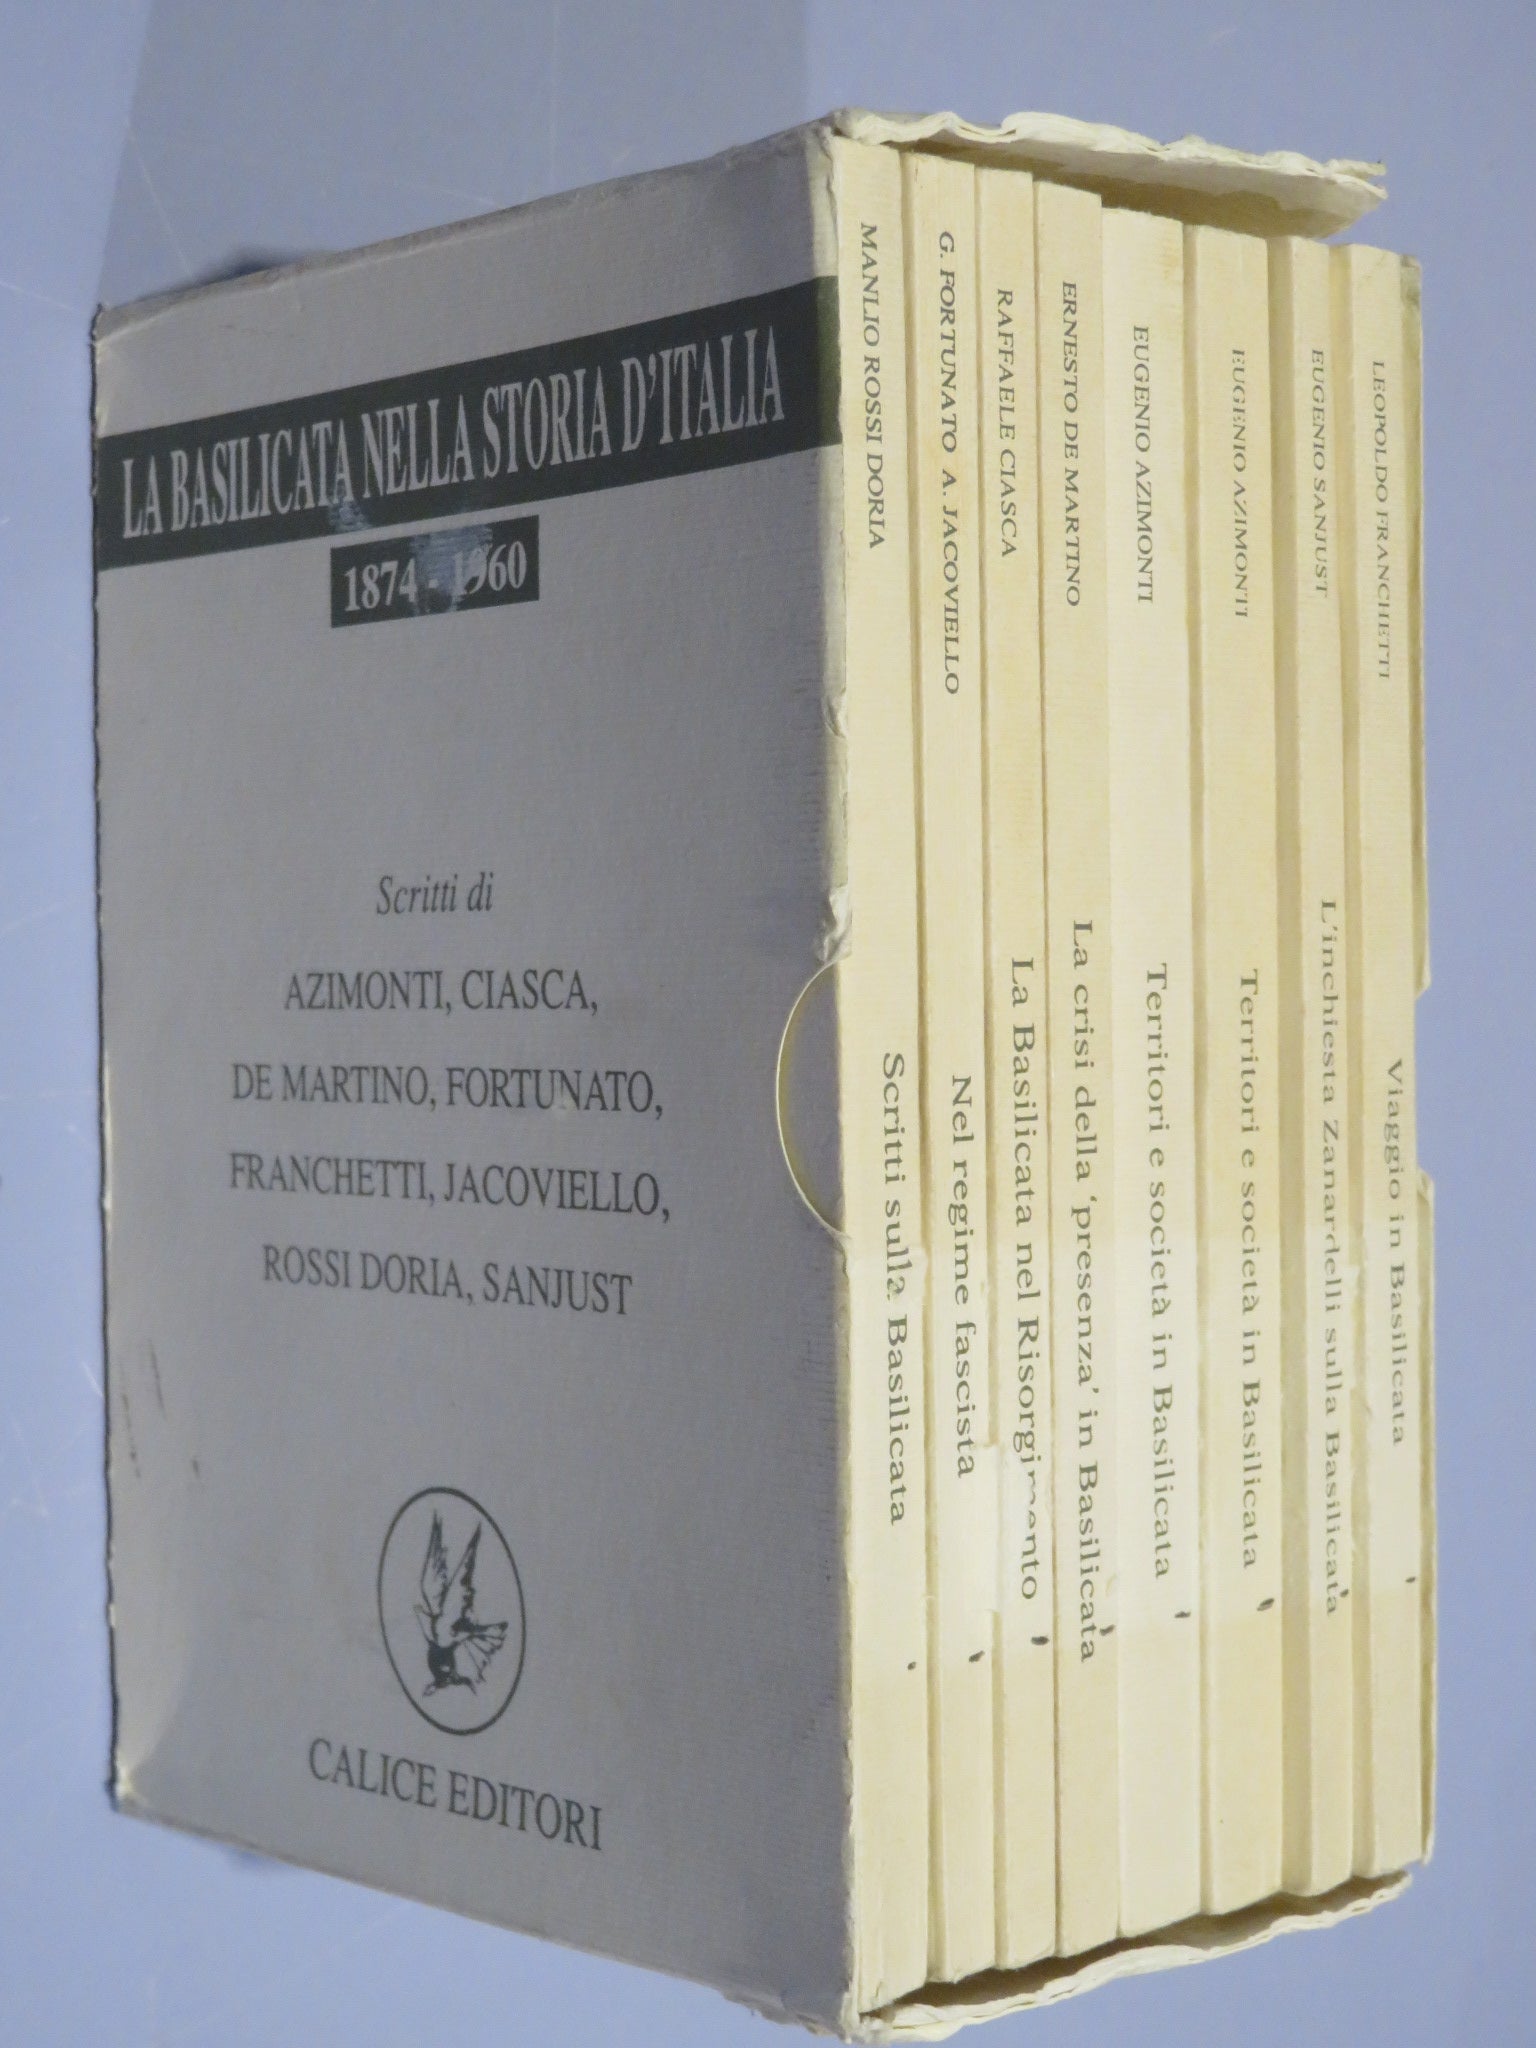 LA BASILICATA NELLA STORIA D'ITALIA
1874 - 1960
Scritti di
AZIMONTI, CIASCA,
DE MARTINO, FORTUNATO,
FRANCHETTI, JACOVIELLO,
ROSSI DORIA, SANJUST
CALICE EDITORI
MANLIO ROSSI DORIA Scritti sulla Basilicata
G. FORTUNATO A. JACOVIELLO Nel regime fascista
RAFFAELE CIASCA La Basilicata nel Risorgimento
ERNESTO DE MARTINO La crisi della 'presenza' in Basilicata
EUGENIO AZIMONTI Territori e società in Basilicata
EUGENIO AZIMONTI Territori e società in Basilicata
EUGENIO SANJUST L'inchiesta Zanardelli sulla Basilicata
LEOPOLDO FRANCHETTI Viaggio in Basilicata